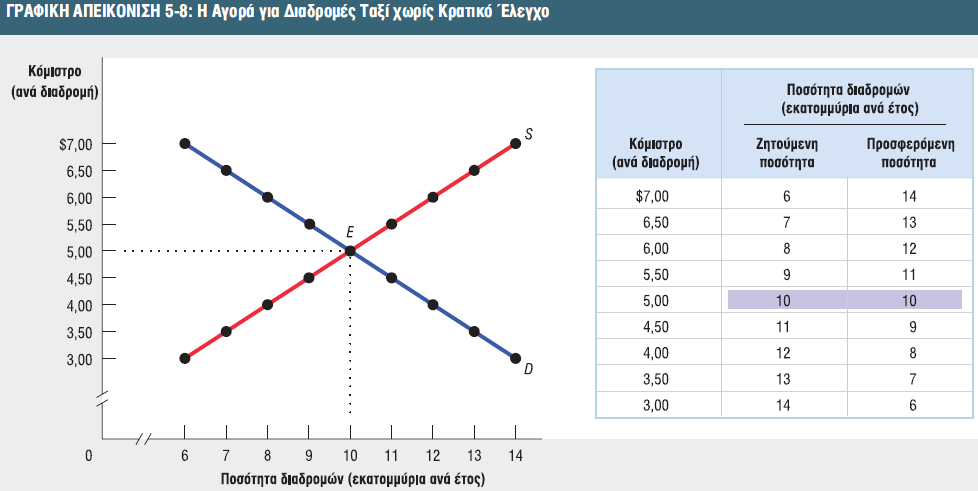 ΓΡΑΦΙΚΗ ΑΠΕΙΚΟΝΙΣΗ 5-8: Η Αγορά για Διαδρομές Ταξί χωρίς Κρατικό Έλεγχο
Κόμιστρο
(ανά διαδρομή)
$7,00
6,50
6,00
5,50
5,00
4,50
4,00
3,50
3,00
0
S
E
D
6 7 8 9 10 11 12 13 14
Ποσότητα διαδρομών (εκατομμύρια ανά έτος)
Ποσότητα διαδρομών
(εκατομμύρια ανά έτος)
Κόμιστρο Ζητούμενη Προσφερόμενη
(ανά διαδρομή) ποσότητα ποσότητα
$7,00 6 14
6,50 7 13
6,00 8 12
5,50 9 11
5,00 10 10
4,50 11 9
4,00 12 8
3,50 13 7
3,00 14 6